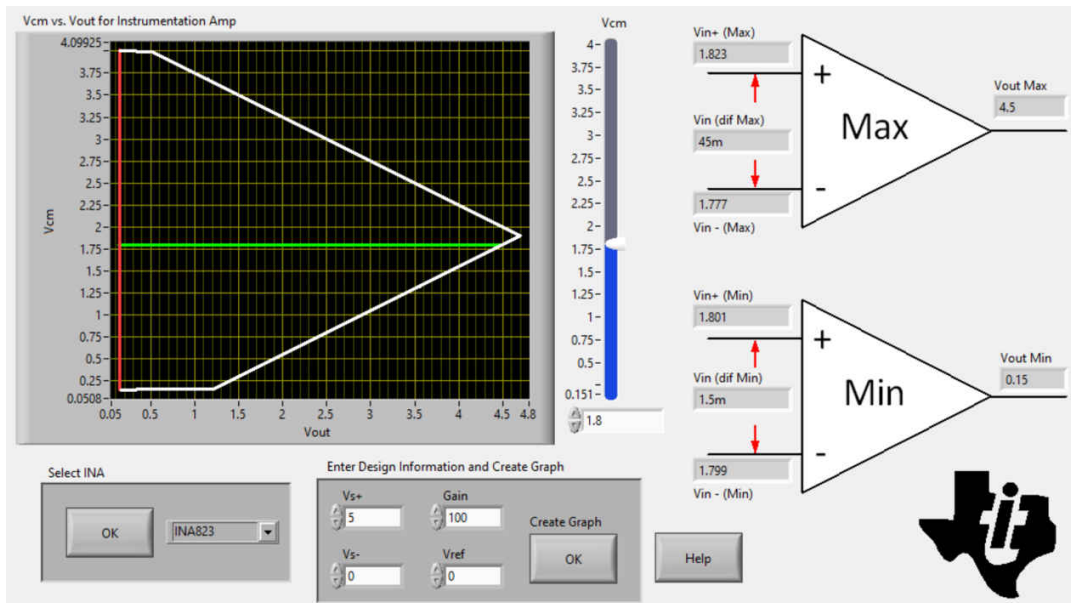 Vcm vs. Vout for Instrumentation Amp
4.09925
3.75
3.5
3.25
3
2.75
2.5
2.25
2
1.75
1.5
1.25
1
0.75
0.5
0.25
0.0508
Vcm
0.05 0.5 1 1.5 2 2.5 3 3.5 4 4.5 4.8
Vout
Vcm
4
3.75
3.5
3.25
3
2.75
2.5
2.25
2
1.75
1.5
1.25
1
0.75
0.5
0.151
1.8
Vin+ (Max)
1.823
+
Vin (dif Max)
45m
Max
-
1.777
Vin - (Max)
Vout Max
4.5
Vin+ (Min)
1.801
+
Vin (dif Min)
1.5m
Min
-
1.799
Vin - (Min)
Vout Min
0.15
Select INA
OK
INA823
Enter Design Information and Create Graph
Vs+ Gain
5 100
Create Graph
Vs- Vref
OK
0 0
Help
ti